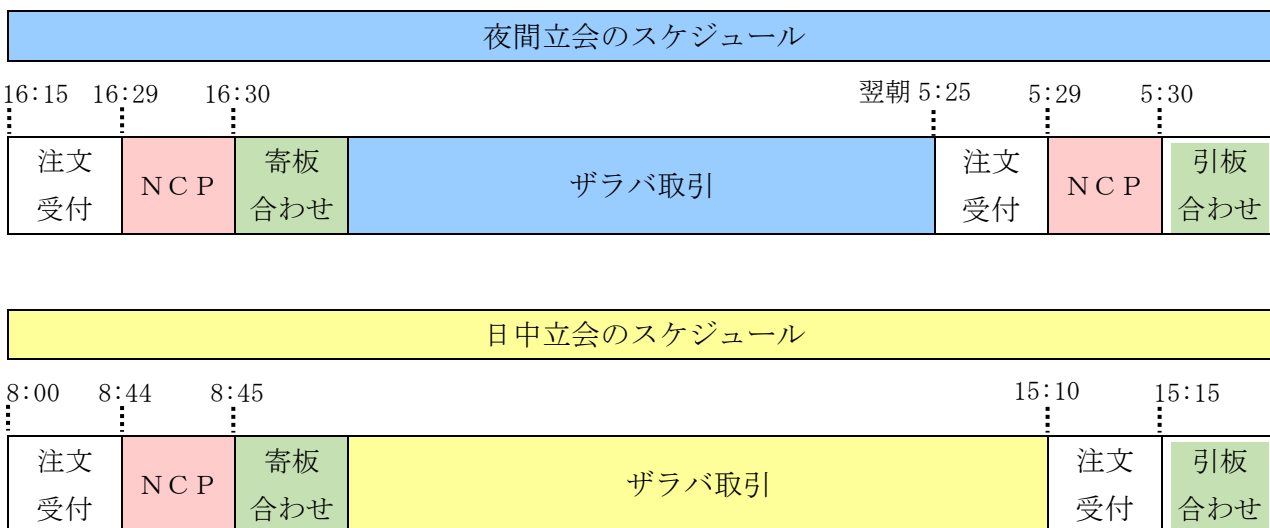 夜間立会のスケジュール
16:15 16:29 16:30 翌朝 5:25 5:29 5:30
注文 寄板 注文 引板
NCP ザラバ取引 NCP
受付 合わせ 受付 合わせ
日中立会のスケジュール
8:00 8:44 8:45 15:10 15:15
注文 寄板 注文 引板
NCP ザラバ取引
受付 合わせ 受付 合わせ